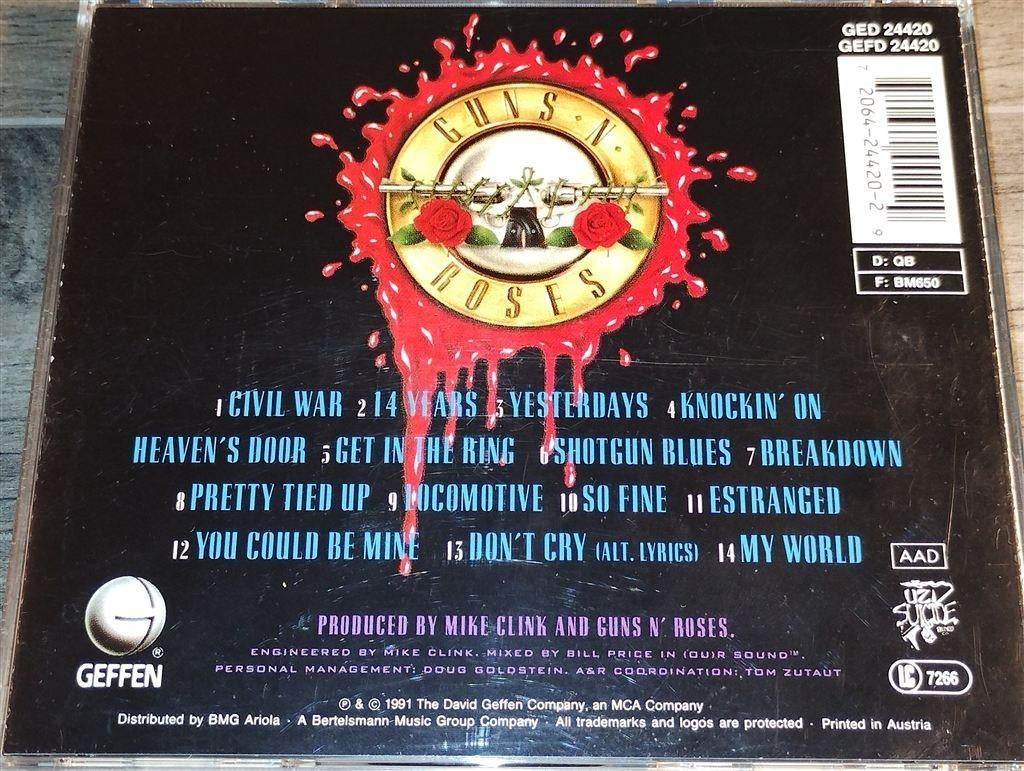 GED 24420
GEFD 24420
7 20064-24420-2 9
D: QB
F: BM650
GUNS·N·
ROSES
1 CIVIL WAR 2 14 YEARS 3 YESTERDAYS 4 KNOCKIN' ON
HEAVEN'S DOOR 5 GET IN THE RING 6 SHOTGUN BLUES 7 BREAKDOWN
8 PRETTY TIED UP 9 LOCOMOTIVE 10 SO FINE 11 ESTRANGED
12 YOU COULD BE MINE 13 DON'T CRY (ALT. LYRICS) 14 MY WORLD
AAD
UZI
SUICIDE
PRODUCED BY MIKE CLINK AND GUNS N' ROSES.
ENGINEERED BY MIKE CLINK. MIXED BY BILL PRICE IN (OU)R SOUND™.
PERSONAL MANAGEMENT: DOUG GOLDSTEIN. A&R COORDINATION: TOM ZUTAUT
G ®
GEFFEN
LC 7266
℗ & © 1991 The David Geffen Company, an MCA Company
Distributed by BMG Ariola · A Bertelsmann Music Group Company · All trademarks and logos are protected · Printed in Austria